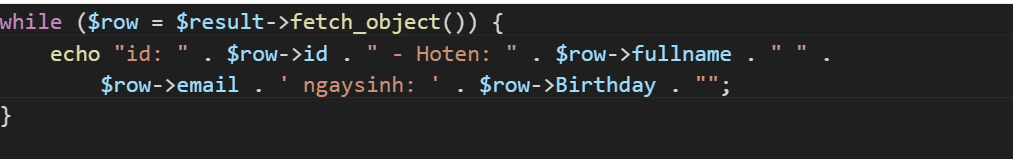 while ($row = $result->fetch_object()) {
    echo "id: " . $row->id . " - Hoten: " . $row->fullname . " " .
        $row->email . ' ngaysinh: ' . $row->Birthday . "";
}